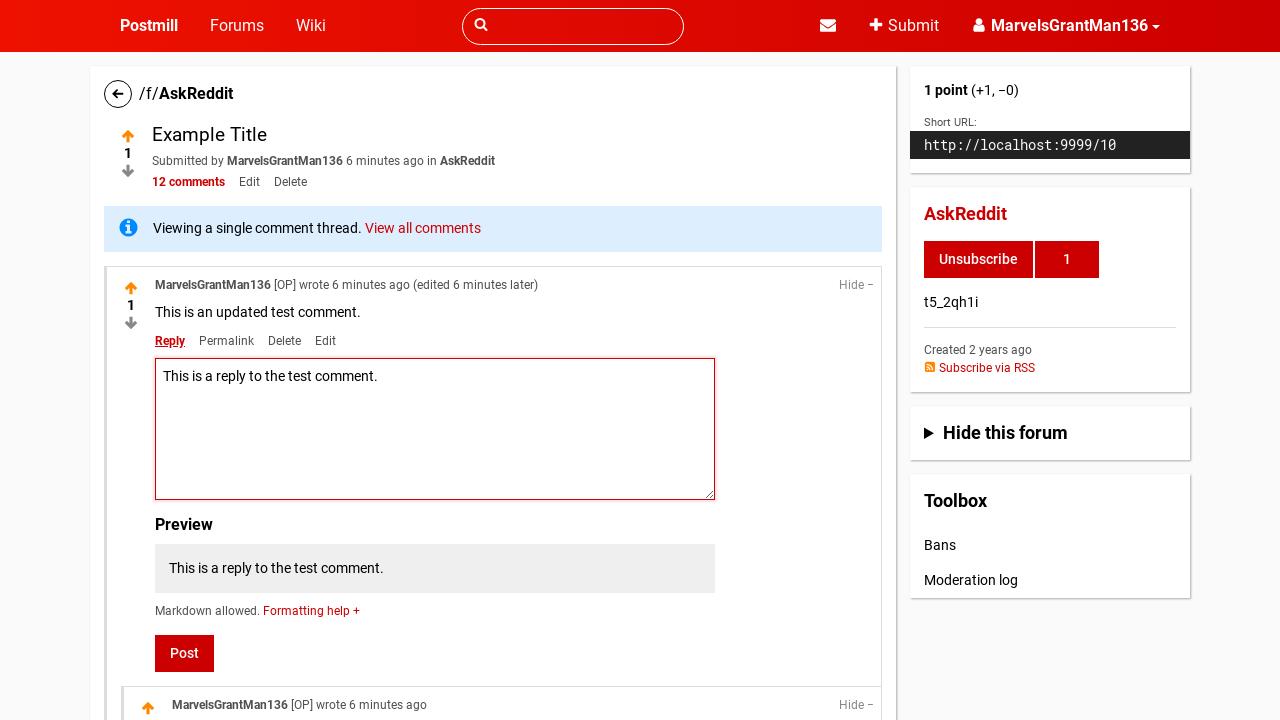 Postmill Forums Wiki Submit MarvelsGrantMan136
/f/AskReddit
Example Title
1
Submitted by MarvelsGrantMan136 6 minutes ago in AskReddit
12 comments Edit Delete
Viewing a single comment thread. View all comments
MarvelsGrantMan136 [OP] wrote 6 minutes ago (edited 6 minutes later) Hide −
1
This is an updated test comment.
Reply Permalink Delete Edit
This is a reply to the test comment.
Preview
This is a reply to the test comment.
Markdown allowed. Formatting help +
Post
MarvelsGrantMan136 [OP] wrote 6 minutes ago Hide −
1 point (+1, −0)
Short URL:
http://localhost:9999/10
AskReddit
Unsubscribe 1
t5_2qh1i
Created 2 years ago
Subscribe via RSS
Hide this forum
Toolbox
Bans
Moderation log